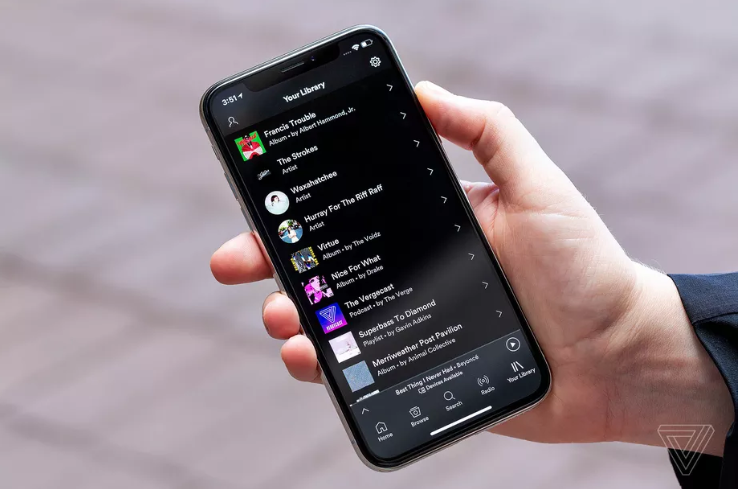 3:51
Your Library
Francis Trouble
Album • by Albert Hammond, Jr.
The Strokes
Artist
Waxahatchee
Artist
Hurray For The Riff Raff
Artist
Virtue
Album • by The Voidz
Nice For What
Album • by Drake
The Vergecast
Podcast • by The Verge
Superbass To Diamond
Playlist • by Gavin Adkins
Merriweather Post Pavilion
Album • by Animal Collective
Best Thing I Never Had • Beyoncé
Devices Available
Home
Browse
Search
Radio
Your Library